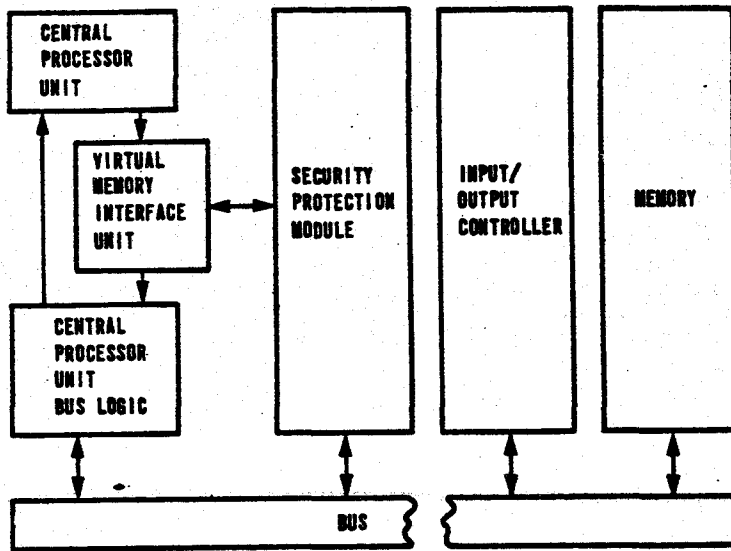 CENTRAL
PROCESSOR
UNIT
VIRTUAL
MEMORY
INTERFACE
UNIT
CENTRAL
PROCESSOR
UNIT
BUS LOGIC
SECURITY
PROTECTION
MODULE
INPUT/
OUTPUT
CONTROLLER
MEMORY
BUS